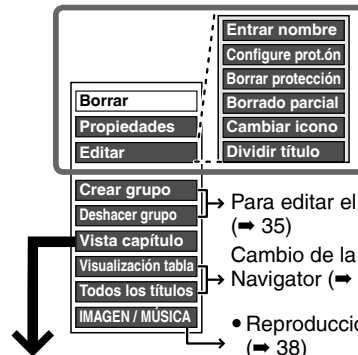 Entrar nombre
Configure prot.ón
Borrar protección
Borrado parcial
Cambiar icono
Dividir título
Borrar
Propiedades
Editar
Crear grupo
Deshacer grupo
Vista capítulo
Visualización tabla
Todos los títulos
IMAGEN / MÚSICA
Para editar el
(➡ 35)
Cambio de la
Navigator (➡
• Reproducció
(➡ 38)